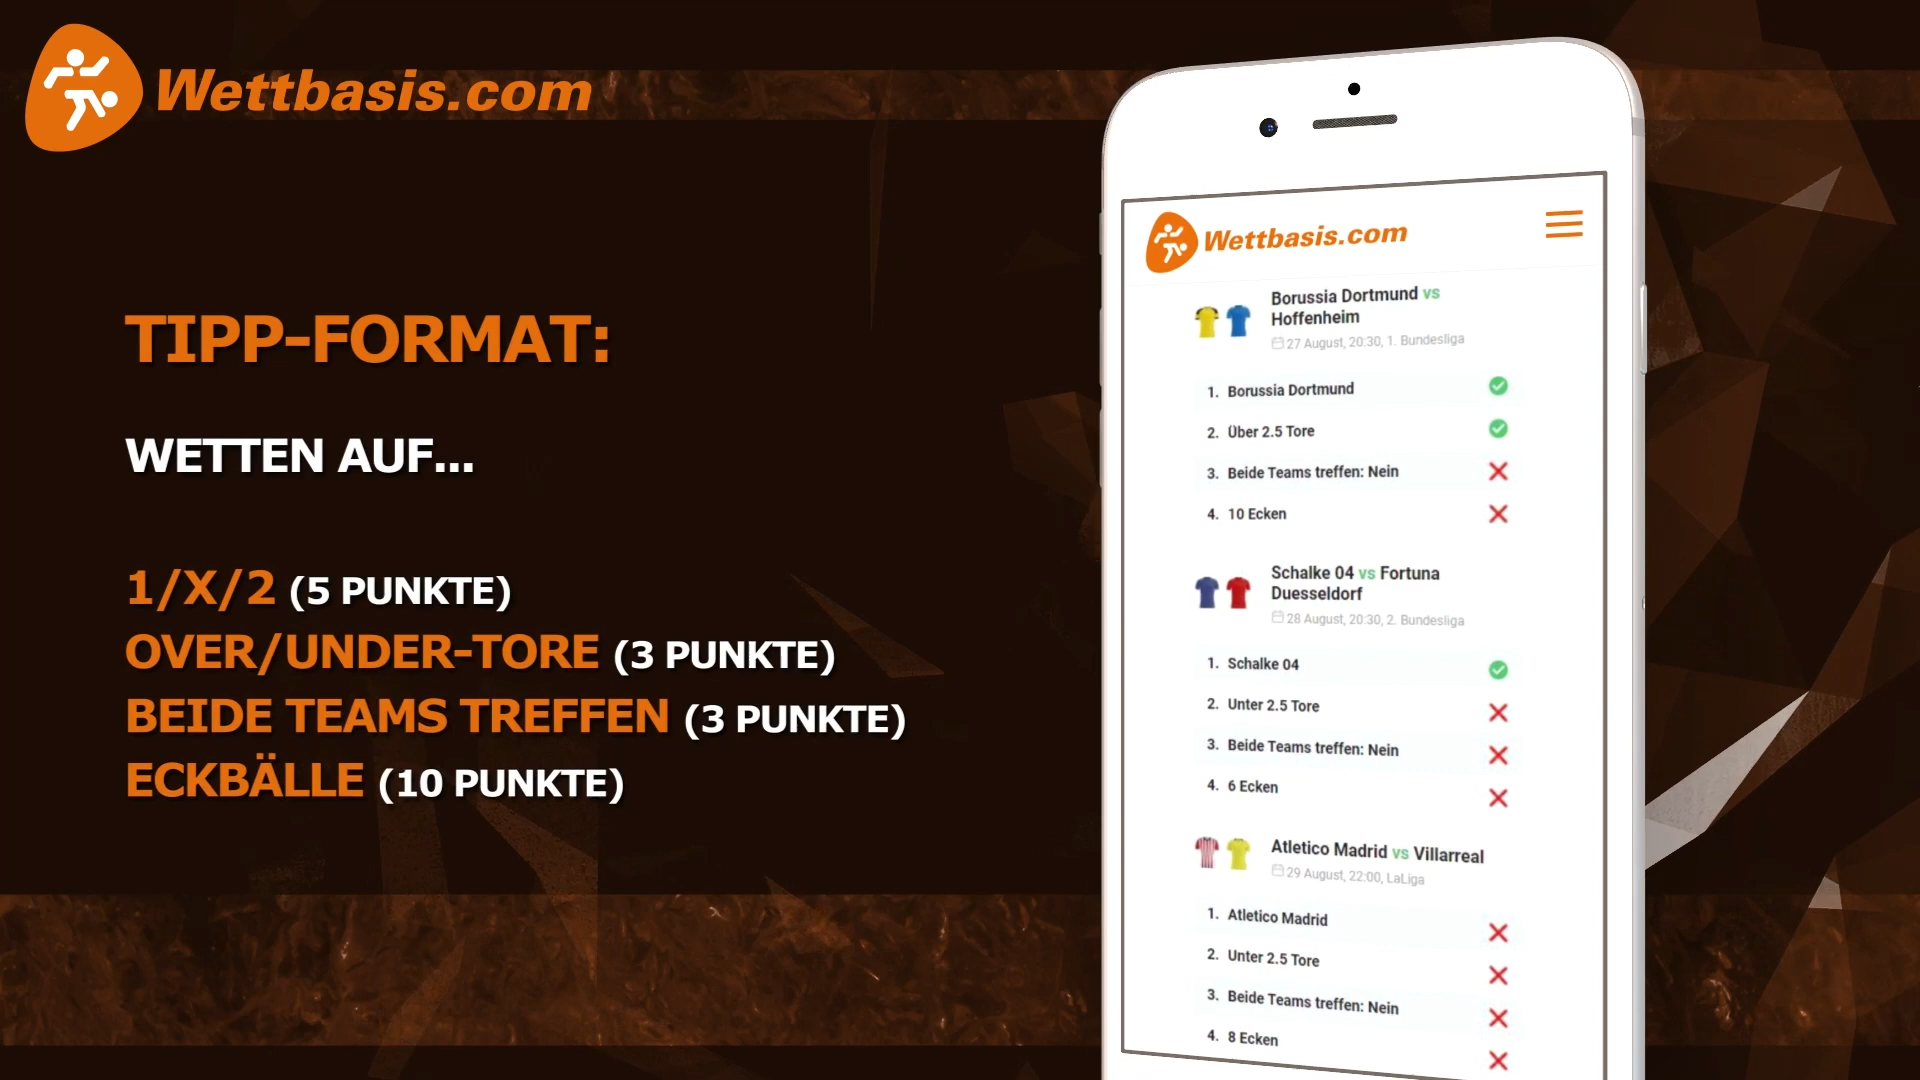 Wettbasis.com
TIPP-FORMAT:
WETTEN AUF...
1/X/2 (5 PUNKTE)
OVER/UNDER-TORE (3 PUNKTE)
BEIDE TEAMS TREFFEN (3 PUNKTE)
ECKBÄLLE (10 PUNKTE)
Wettbasis.com
Borussia Dortmund vs
Hoffenheim
27 August, 20:30, 1. Bundesliga
1. Borussia Dortmund
2. Über 2.5 Tore
3. Beide Teams treffen: Nein
4. 10 Ecken
Schalke 04 vs Fortuna
Duesseldorf
28 August, 20:30, 2. Bundesliga
1. Schalke 04
2. Unter 2.5 Tore
3. Beide Teams treffen: Nein
4. 6 Ecken
Atletico Madrid vs Villarreal
29 August, 22:00, LaLiga
1. Atletico Madrid
2. Unter 2.5 Tore
3. Beide Teams treffen: Nein
4. 8 Ecken